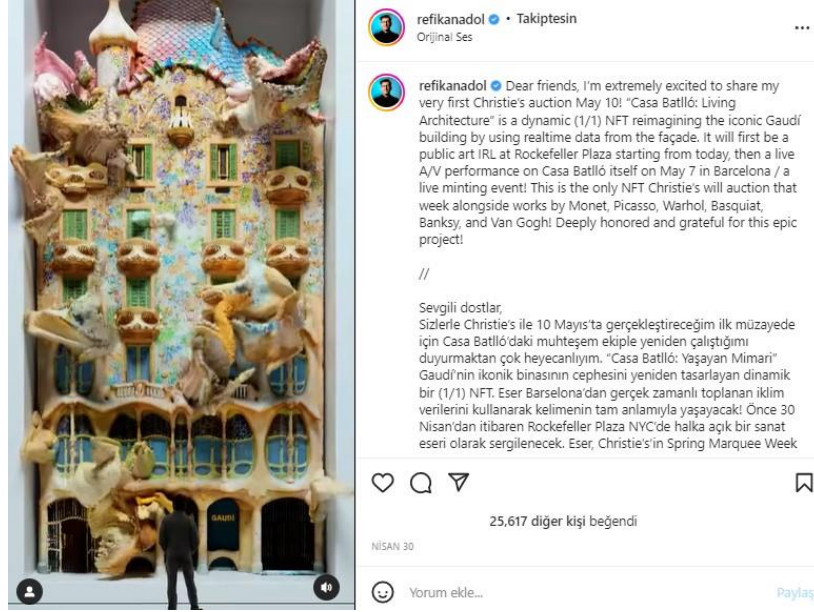 refikanadol • Takiptesin
Orijinal Ses
refikanadol Dear friends, I'm extremely excited to share my
very first Christie's auction May 10! "Casa Batlló: Living
Architecture" is a dynamic (1/1) NFT reimagining the iconic Gaudí
building by using realtime data from the façade. It will first be a
public art IRL at Rockefeller Plaza starting from today, then a live
A/V performance on Casa Batlló itself on May 7 in Barcelona / a
live minting event! This is the only NFT Christie's will auction that
week alongside works by Monet, Picasso, Warhol, Basquiat,
Banksy, and Van Gogh! Deeply honored and grateful for this epic
project!
//
Sevgili dostlar,
Sizlerle Christie's ile 10 Mayıs'ta gerçekleştireceğim ilk müzayede
için Casa Batlló'daki muhteşem ekiple yeniden çalıştığımı
duyurmaktan çok heyecanlıyım. "Casa Batlló: Yaşayan Mimari"
Gaudí'nin ikonik binasının cephesini yeniden tasarlayan dinamik
bir (1/1) NFT. Eser Barselona'dan gerçek zamanlı toplanan iklim
verilerini kullanarak kelimenin tam anlamıyla yaşayacak! Önce 30
Nisan'dan itibaren Rockefeller Plaza NYC'de halka açık bir sanat
eseri olarak sergilenecek. Eser, Christie's'in Spring Marquee Week
25,617 diğer kişi beğendi
NİSAN 30
Yorum ekle...
Paylaş
GAUDÍ